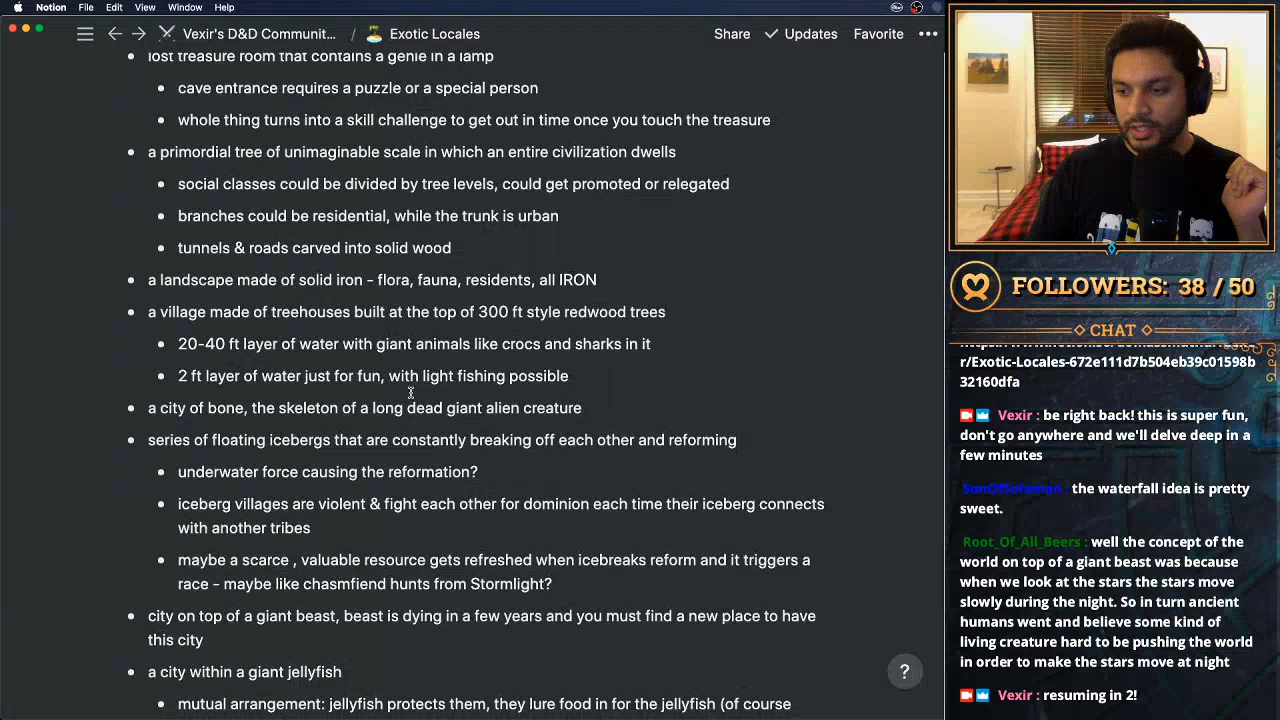 Notion File Edit View Window Help
Vexir's D&D Communit... / Exotic Locales Share Updates Favorite •••
lost treasure room that contains a genie in a lamp
cave entrance requires a puzzle or a special person
whole thing turns into a skill challenge to get out in time once you touch the treasure
a primordial tree of unimaginable scale in which an entire civilization dwells
social classes could be divided by tree levels, could get promoted or relegated
branches could be residential, while the trunk is urban
tunnels & roads carved into solid wood
a landscape made of solid iron - flora, fauna, residents, all IRON
a village made of treehouses built at the top of 300 ft style redwood trees
20-40 ft layer of water with giant animals like crocs and sharks in it
2 ft layer of water just for fun, with light fishing possible
a city of bone, the skeleton of a long dead giant alien creature
series of floating icebergs that are constantly breaking off each other and reforming
underwater force causing the reformation?
iceberg villages are violent & fight each other for dominion each time their iceberg connects
with another tribes
maybe a scarce , valuable resource gets refreshed when icebreaks reform and it triggers a
race - maybe like chasmfiend hunts from Stormlight?
city on top of a giant beast, beast is dying in a few years and you must find a new place to have
this city
a city within a giant jellyfish
mutual arrangement: jellyfish protects them, they lure food in for the jellyfish (of course
?
FOLLOWERS: 38 / 50
CHAT
r/Exotic-Locales-672e111d7b504eb39c01598b
32160dfa
Vexir : be right back! this is super fun,
don't go anywhere and we'll delve deep in a
few minutes
SonOfSofaman : the waterfall idea is pretty
sweet.
Root_Of_All_Beers : well the concept of the
world on top of a giant beast was because
when we look at the stars the stars move
slowly during the night. So in turn ancient
humans went and believe some kind of
living creature hard to be pushing the world
in order to make the stars move at night
Vexir : resuming in 2!